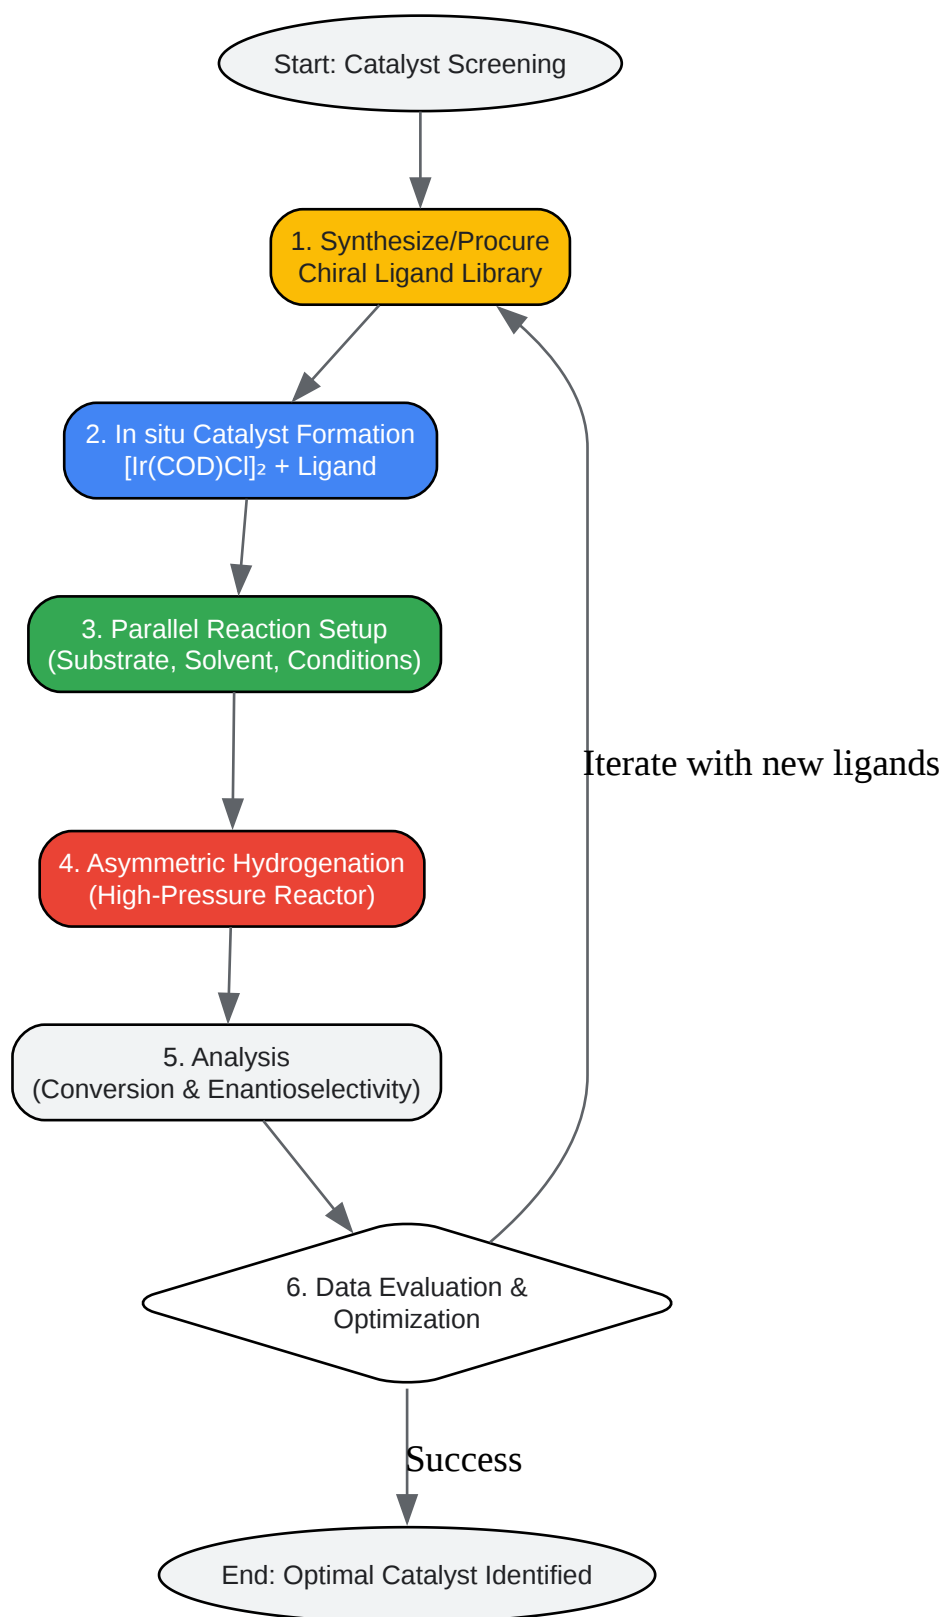 Start: Catalyst Screening
1. Synthesize/Procure
Chiral Ligand Library
2. In situ Catalyst Formation
[Ir(COD)Cl]₂ + Ligand
3. Parallel Reaction Setup
(Substrate, Solvent, Conditions)
Iterate with new ligands
4. Asymmetric Hydrogenation
(High-Pressure Reactor)
5. Analysis
(Conversion & Enantioselectivity)
6. Data Evaluation &
Optimization
Success
End: Optimal Catalyst Identified